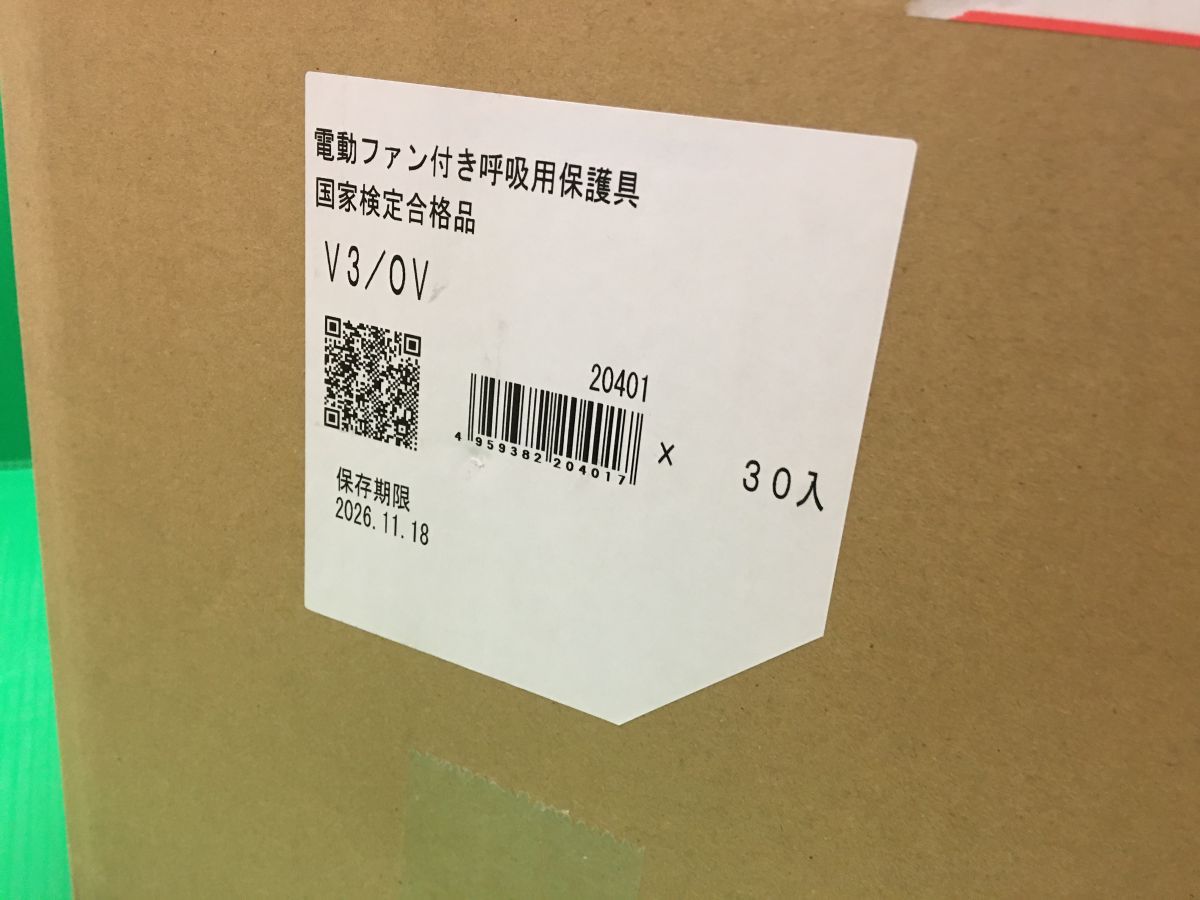 電動ファン付き呼吸用保護具
国家検定合格品
V3/OV
20401
4 959382 204017
× 30入
保存期限
2026.11.18